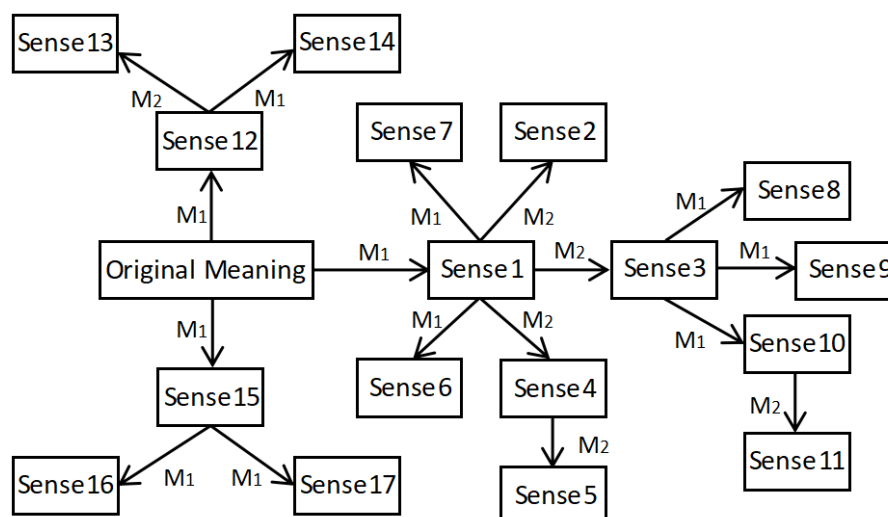 Sense13
Sense14
M2
M1
Sense12
Sense7
Sense2
M1
M1
M2
Sense8
M1
Original Meaning
M1
Sense1
M2
Sense3
M1
Sense9
M1
M1
M2
M1
Sense10
Sense15
Sense6
Sense4
M2
Sense16
M1
M1
Sense17
M2
Sense5
Sense11